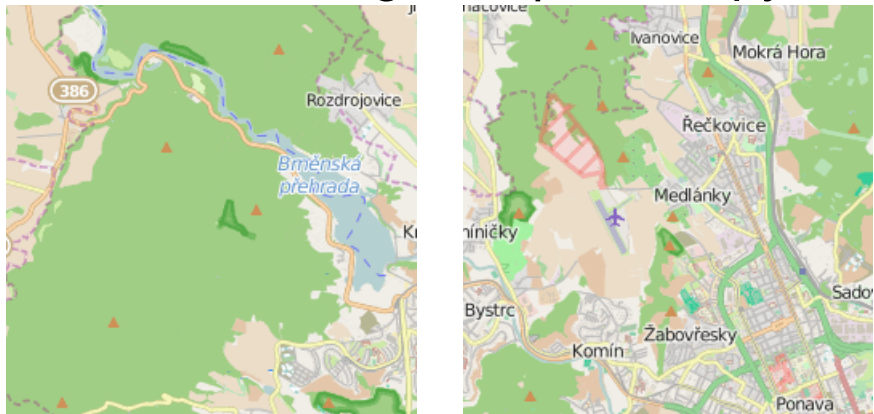 386
Rozdrojovice
Brněnská
přehrada
Ivanovice
Mokrá Hora
Řečkovice
Medlánky
Bystrc
Žabovřesky
Komín
Ponava